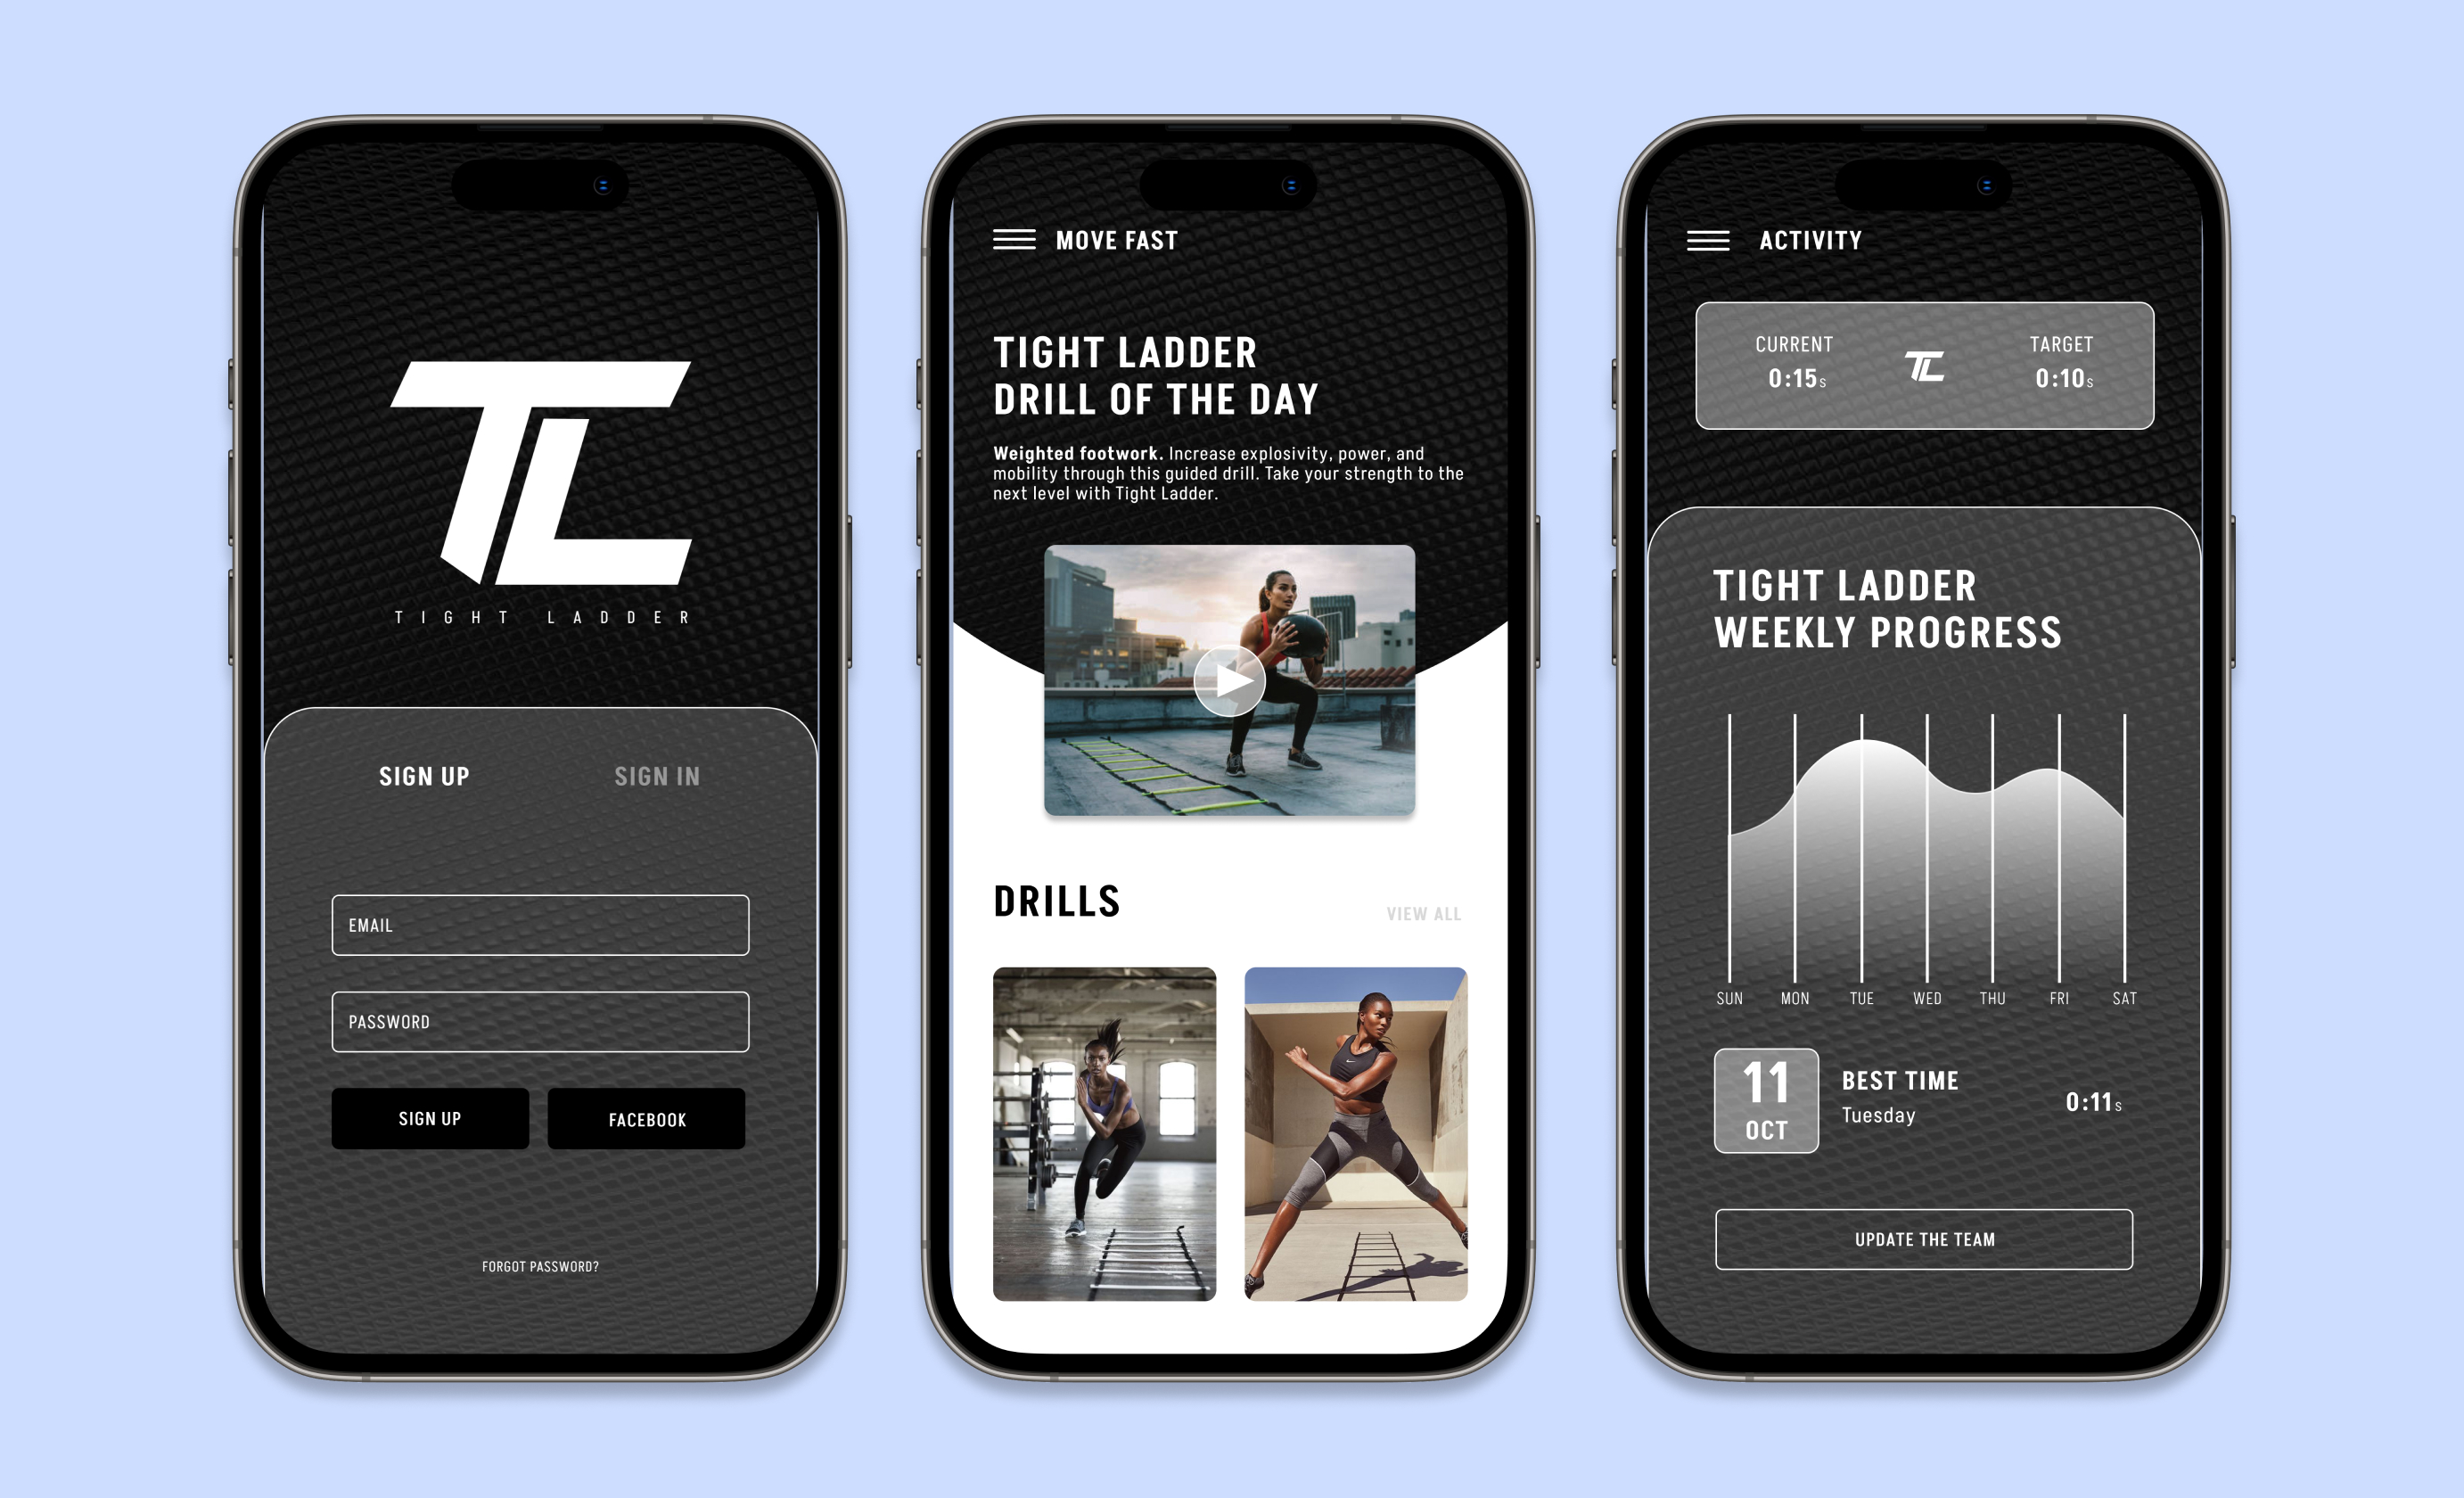 TL
TIGHT LADDER
SIGN UP
SIGN IN
EMAIL
PASSWORD
SIGN UP
FACEBOOK
FORGOT PASSWORD?
MOVE FAST
TIGHT LADDER
DRILL OF THE DAY
Weighted footwork. Increase explosivity, power, and
mobility through this guided drill. Take your strength to the
next level with Tight Ladder.
DRILLS
VIEW ALL
ACTIVITY
CURRENT
0:15s
TL
TARGET
0:10s
TIGHT LADDER
WEEKLY PROGRESS
SUN MON TUE WED THU FRI SAT
11
OCT
BEST TIME
Tuesday
0:11s
UPDATE THE TEAM